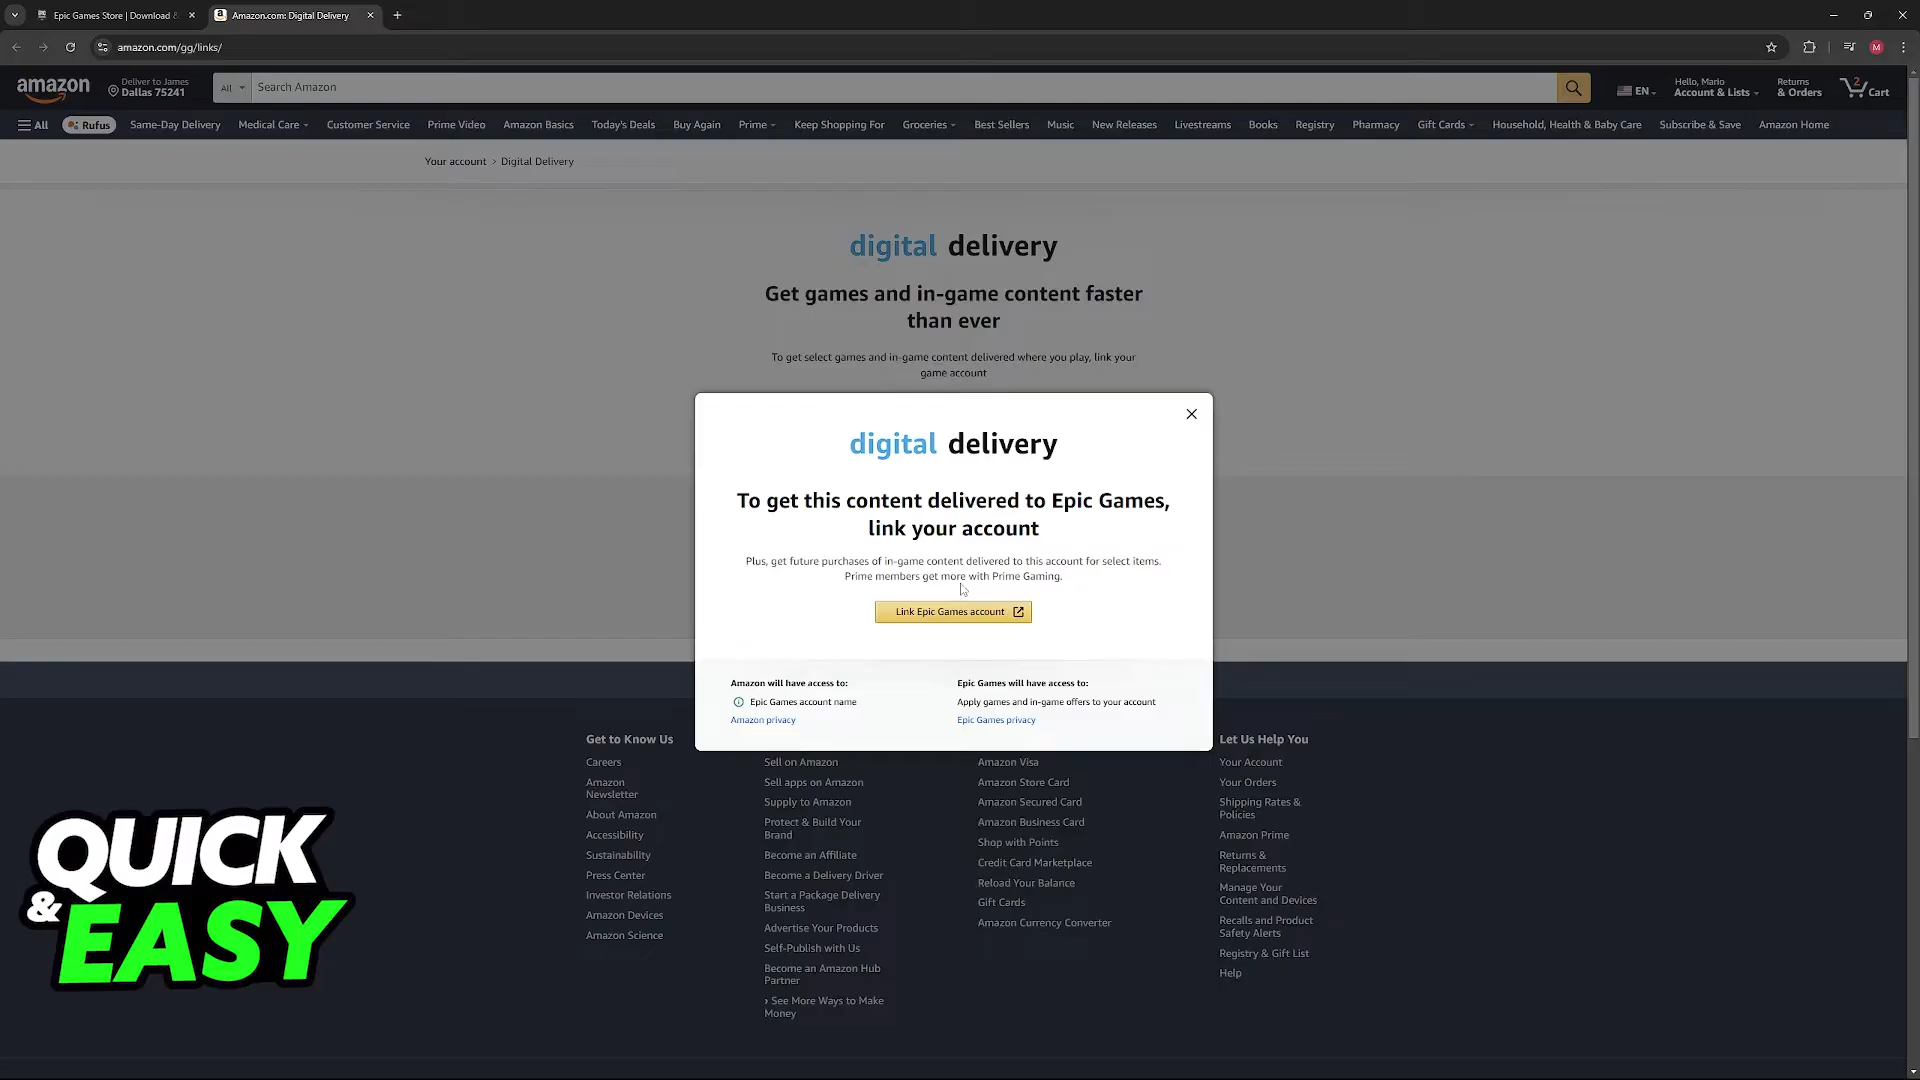 Epic Games Store | Download &
Amazon.com: Digital Delivery
amazon.com/gg/links/
M
amazon
Deliver to James
Dallas 75241
All
Search Amazon
EN
Hello, Mario
Account & Lists
Returns
& Orders
2
Cart
All
Rufus
Same-Day Delivery
Medical Care
Customer Service
Prime Video
Amazon Basics
Today's Deals
Buy Again
Prime
Keep Shopping For
Groceries
Best Sellers
Music
New Releases
Livestreams
Books
Registry
Pharmacy
Gift Cards
Household, Health & Baby Care
Subscribe & Save
Amazon Home
Your account › Digital Delivery
digital delivery
Get games and in-game content faster
than ever
To get select games and in-game content delivered where you play, link your
game account
digital delivery
To get this content delivered to Epic Games,
link your account
Plus, get future purchases of in-game content delivered to this account for select items.
Prime members get more with Prime Gaming.
Link Epic Games account
Amazon will have access to:
Epic Games account name
Amazon privacy
Epic Games will have access to:
Apply games and in-game offers to your account
Epic Games privacy
Get to Know Us
Careers
Amazon
Newsletter
About Amazon
Accessibility
Sustainability
Press Center
Investor Relations
Amazon Devices
Amazon Science
Sell on Amazon
Sell apps on Amazon
Supply to Amazon
Protect & Build Your
Brand
Become an Affiliate
Become a Delivery Driver
Start a Package Delivery
Business
Advertise Your Products
Self-Publish with Us
Become an Amazon Hub
Partner
› See More Ways to Make
Money
Amazon Visa
Amazon Store Card
Amazon Secured Card
Amazon Business Card
Shop with Points
Credit Card Marketplace
Reload Your Balance
Gift Cards
Amazon Currency Converter
Let Us Help You
Your Account
Your Orders
Shipping Rates &
Policies
Amazon Prime
Returns &
Replacements
Manage Your
Content and Devices
Recalls and Product
Safety Alerts
Registry & Gift List
Help
QUICK
& EASY